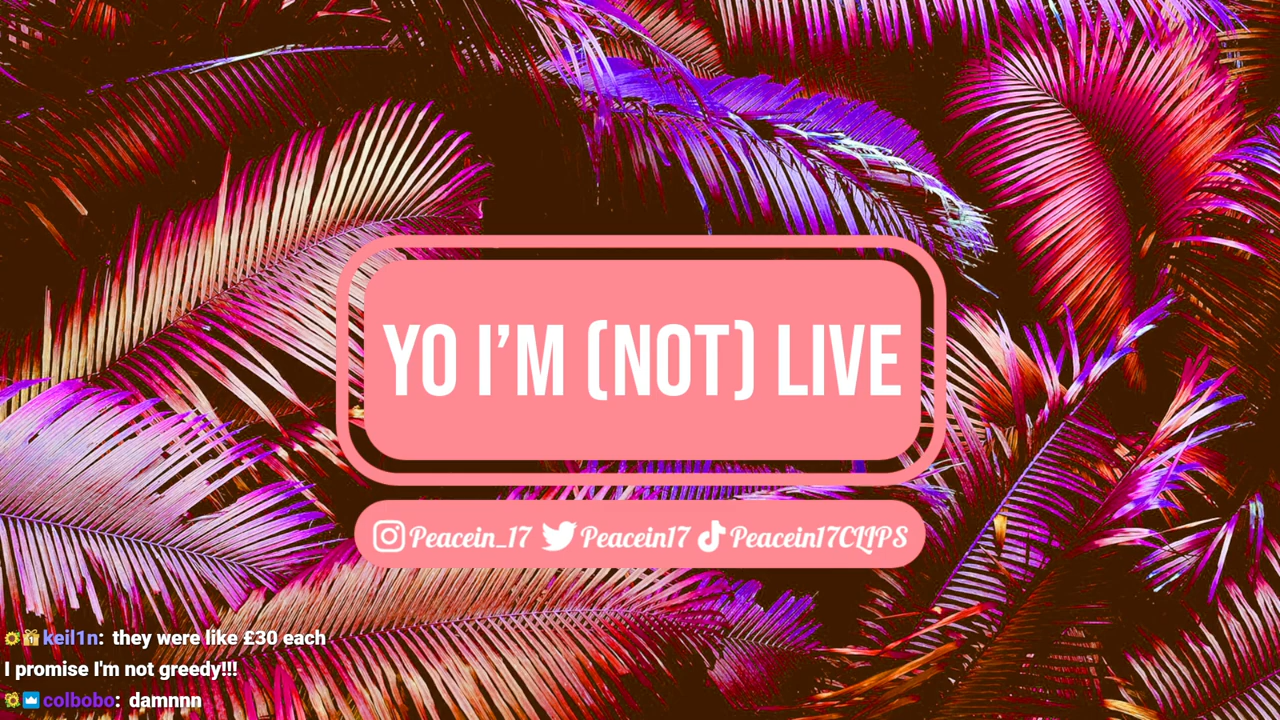 YO I'M (NOT) LIVE
Peacein_17 Peacein17 Peacein17CLIPS
keil1n: they were like £30 each
I promise I'm not greedy!!!
colbobo: damnnn